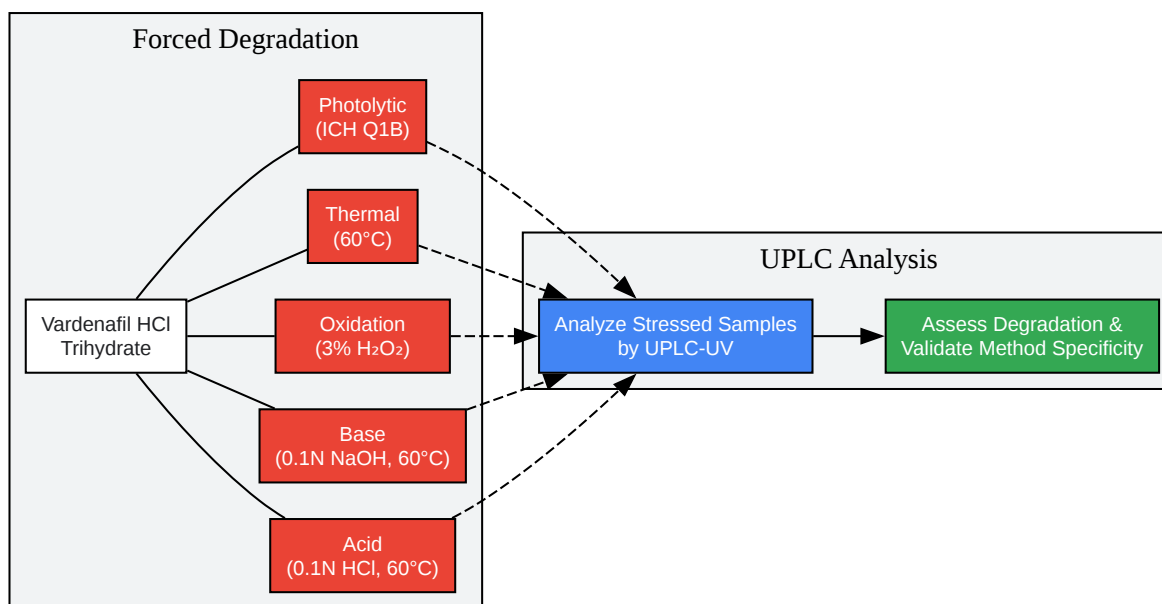 Forced Degradation
Photolytic
(ICH Q1B)
Thermal
(60°C)
Vardenafil HCl
Trihydrate
Oxidation
(3% H₂O₂)
Base
(0.1N NaOH, 60°C)
Acid
(0.1N HCl, 60°C)
UPLC Analysis
Analyze Stressed Samples
by UPLC-UV
Assess Degradation &
Validate Method Specificity